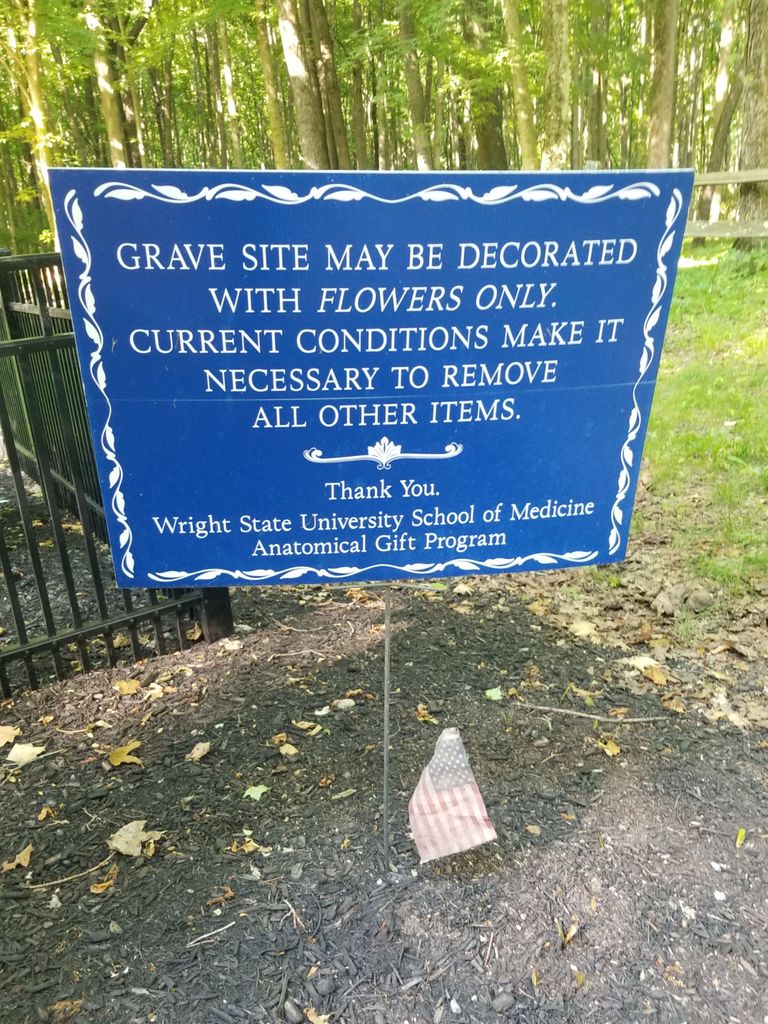 GRAVE SITE MAY BE DECORATED
WITH FLOWERS ONLY.
CURRENT CONDITIONS MAKE IT
NECESSARY TO REMOVE
ALL OTHER ITEMS.
Thank You.
Wright State University School of Medicine
Anatomical Gift Program